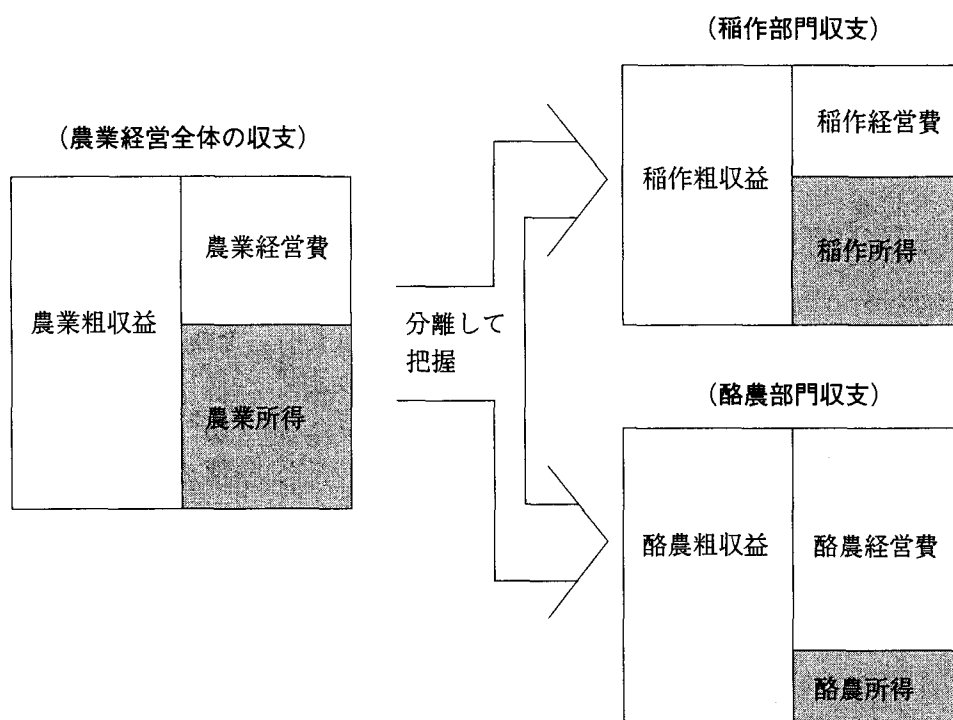 （農業経営全体の収支）
農業粗収益
農業経営費
農業所得
分離して
把握
（稲作部門収支）
稲作粗収益
稲作経営費
稲作所得
（酪農部門収支）
酪農粗収益
酪農経営費
酪農所得